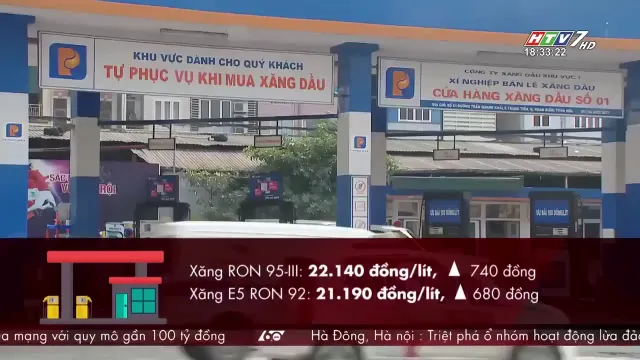 HTV7 HD
18.33.22
KHU VỰC DÀNH CHO QUÝ KHÁCH
TỰ PHỤC VỤ KHI MUA XĂNG DẦU
CÔNG TY XĂNG DẦU KHU VỰC I
XÍ NGHIỆP BÁN LẺ XĂNG DẦU
CỬA HÀNG XĂNG DẦU SỐ 01
Xăng RON 95-III: 22.140 đồng/lít, ▲ 740 đồng
Xăng E5 RON 92: 21.190 đồng/lít, ▲ 680 đồng
mạng với quy mô gần 100 tỷ đồng 60 Hà Đông, Hà Nội : Triệt phá ổ nhóm hoạt động lừa